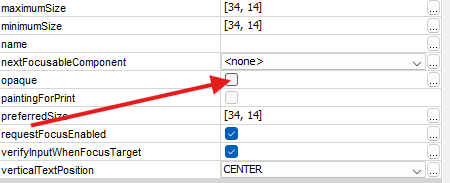 maximumSize [34, 14] ...
minimumSize [34, 14] ...
name ...
nextFocusableComponent <none> ...
opaque ...
paintingForPrint
preferredSize [34, 14] ...
requestFocusEnabled ...
verifyInputWhenFocusTarget ...
verticalTextPosition CENTER ...